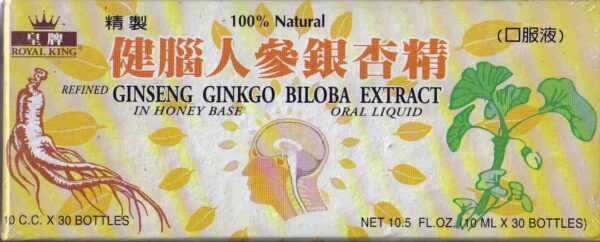 皇牌
ROYAL KING
精製
100% Natural
健腦人參銀杏精
(口服液)
REFINED GINSENG GINKGO BILOBA EXTRACT
IN HONEY BASE ORAL LIQUID
10 C.C. X 30 BOTTLES
NET 10.5 FL.OZ. (10 ML X 30 BOTTLES)